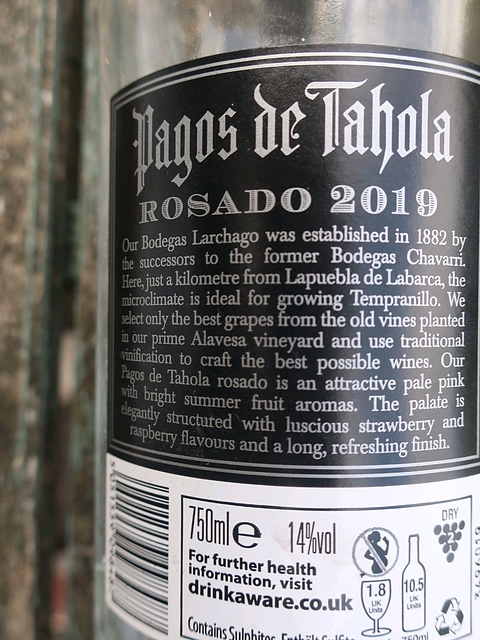 Pagos de Tahola
ROSADO 2019
Our Bodegas Larchago was established in 1882 by
the successors to the former Bodegas Chavarri.
Here, just a kilometre from Lapuebla de Labarca, the
microclimate is ideal for growing Tempranillo. We
select only the best grapes from the old vines planted
in our prime Alavesa vineyard and use traditional
vinification to craft the best possible wines. Our
Pagos de Tahola rosado is an attractive pale pink
with bright summer fruit aromas. The palate is
elegantly structured with luscious strawberry and
raspberry flavours and a long, refreshing finish.
750ml e 14%vol
For further health
information, visit
drinkaware.co.uk
DRY
1.8
UK
Units
10.5
UK
Units
Contains Sulphites,
750ml